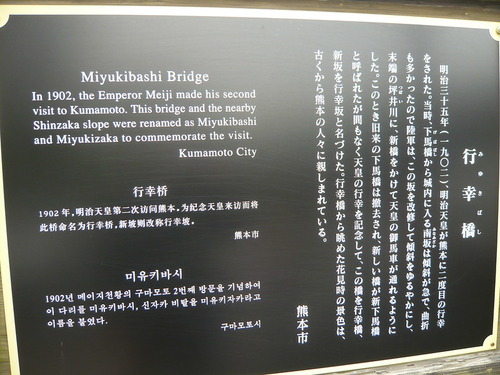 Miyukibashi Bridge
In 1902, the Emperor Meiji made his second
visit to Kumamoto. This bridge and the nearby
Shinzaka slope were renamed as Miyukibashi
and Miyukizaka to commemorate the visit.
Kumamoto City
行幸桥
1902 年,明治天皇第二次访问熊本。为纪念天皇来访而将
此桥命名为行幸桥,新坡则改称行幸坡。
熊本市
미유키바시
1902년 메이지천황의 구마모토 2번째 방문을 기념하여
이 다리를 미유키바시, 신자카 비탈을 미유키자카라고
이름을 붙였다.
구마모토시
行幸橋
みゆきばし
明治三十五年(一九〇二)、明治天皇が熊本に二度目の行幸
をされた。当時、下馬橋から城内に入る南坂は傾斜が急で、曲折
も多かったので陸軍は、この坂を改修して傾斜をゆるやかにし、
末端の坪井川に、新橋をかけて天皇の御馬車が通れるように
した。このとき旧来の下馬橋は撤去され、新しい橋が新下馬橋
と呼ばれたが間もなく天皇の行幸を記念して、この橋を行幸橋、
新坂を行幸坂と名づけた。行幸橋から眺めた花見時の景色は、
古くから熊本の人々に親しまれている。
熊本市